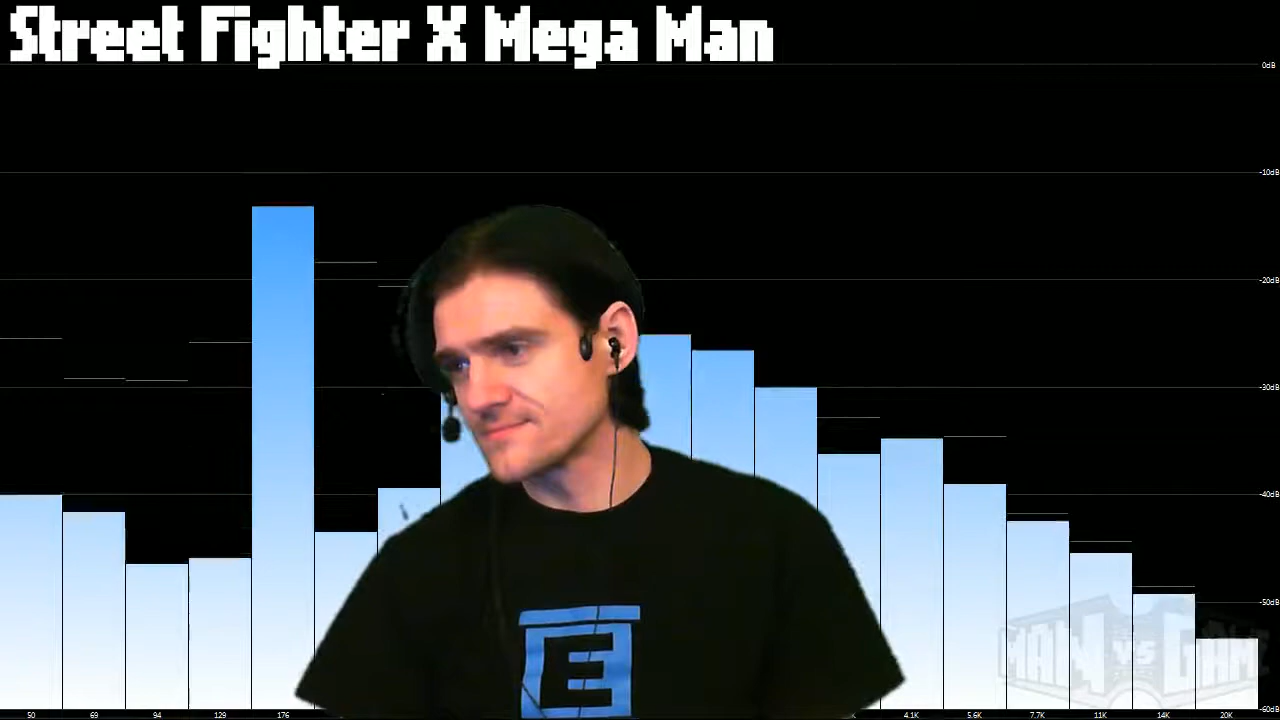 Street Fighter X Mega Man
0dB
-10dB
-20dB
-30dB
-40dB
-50dB
-60dB
E
MAN VS GAME
50 69 94 129 176 4.1K 5.6K 7.7K 11K 14K 20K